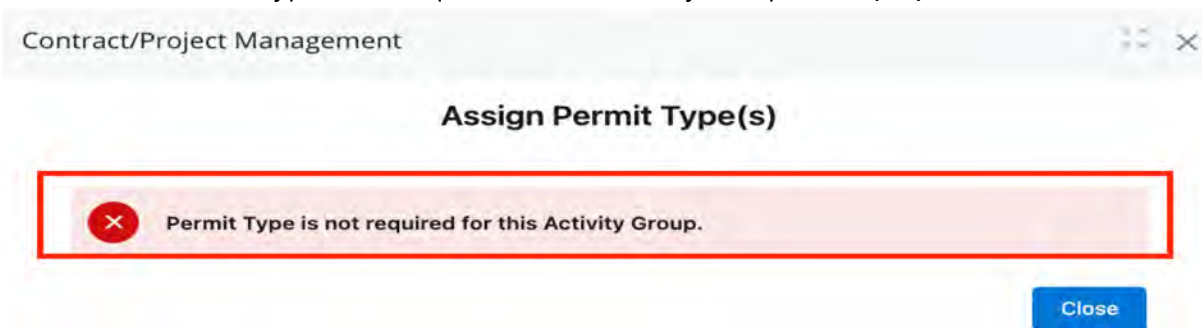 Contract/Project Management
Assign Permit Type(s)
Permit Type is not required for this Activity Group.
Close